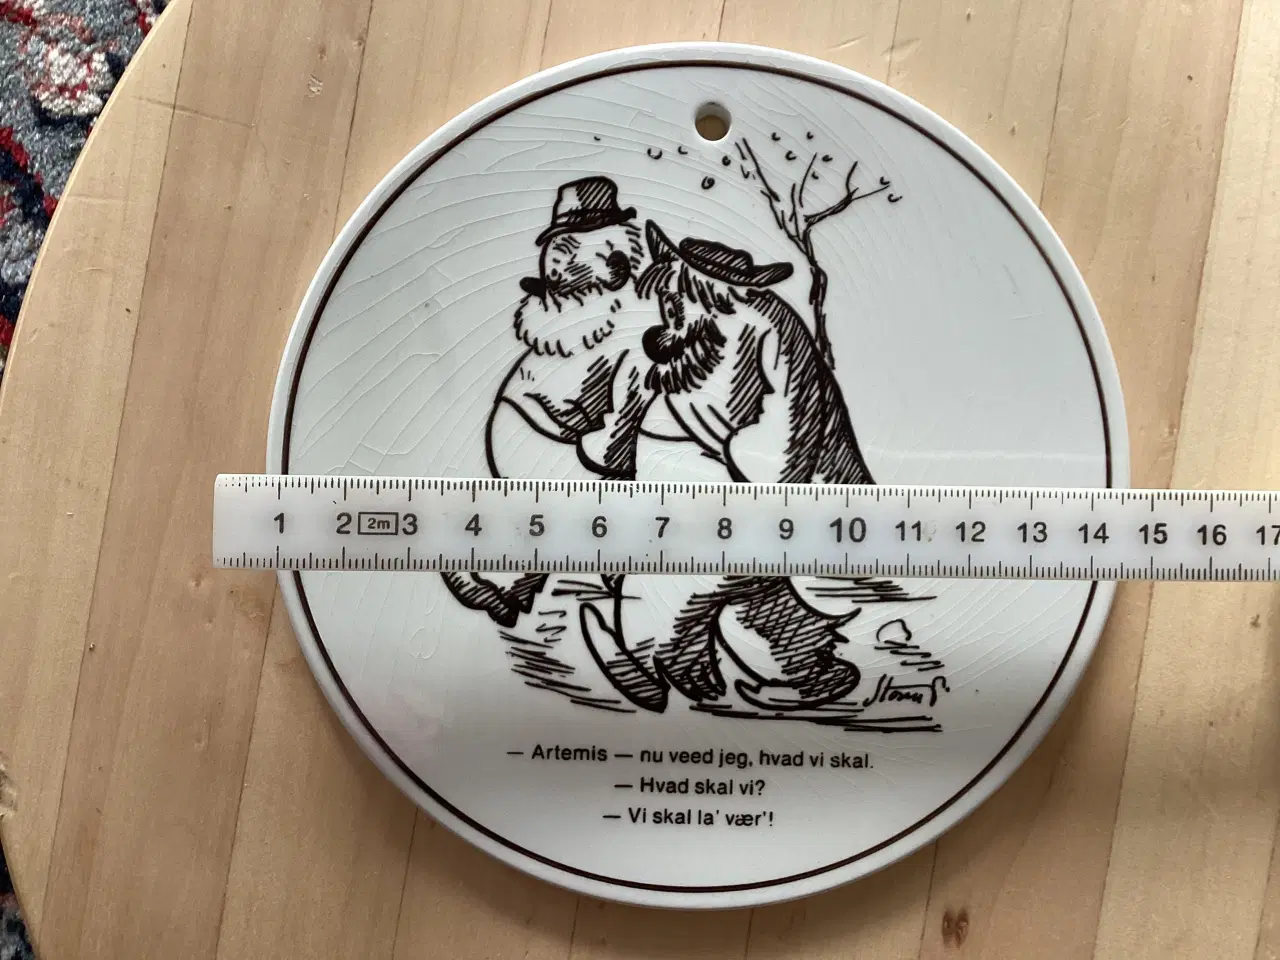 1 2 2m 3 4 5 6 7 8 9 10 11 12 13 14 15 16 17
Storm P.
— Artemis — nu veed jeg, hvad vi skal.
— Hvad skal vi?
— Vi skal la' vær'!